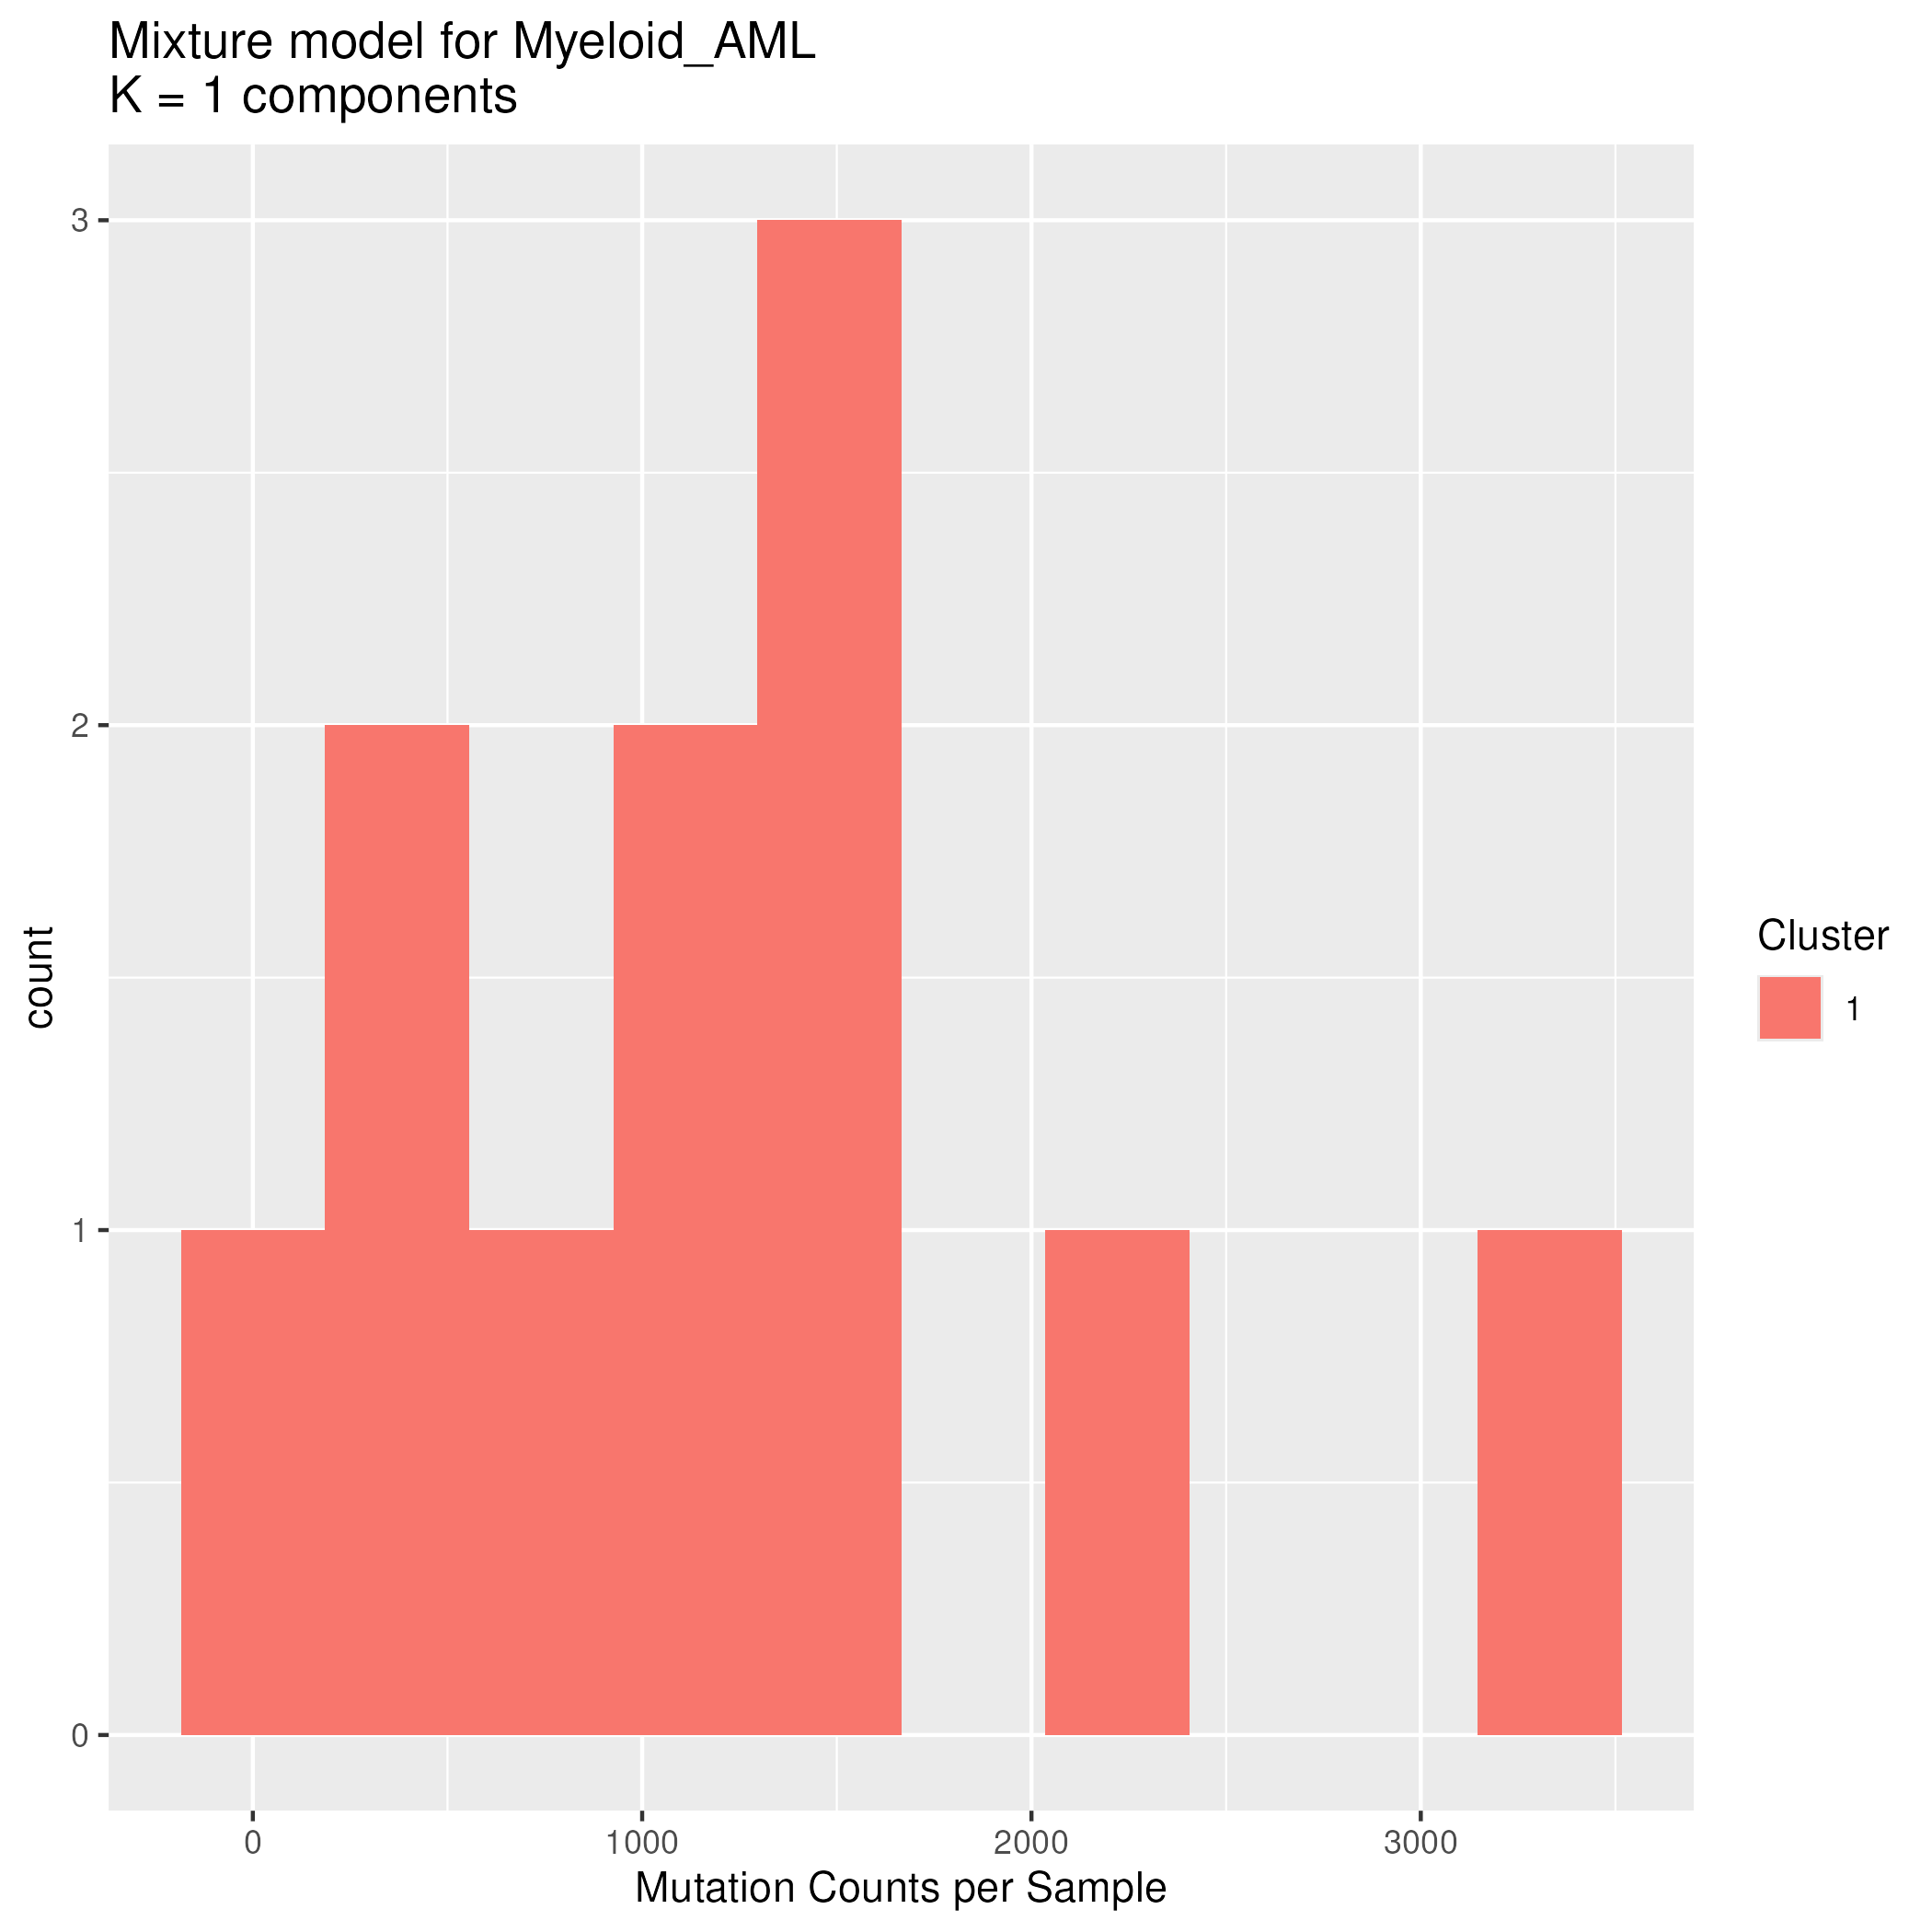 Mixture model for Myeloid_AML
K = 1 components
3
2
1
0
count
0 1000 2000 3000
Mutation Counts per Sample
Cluster
1